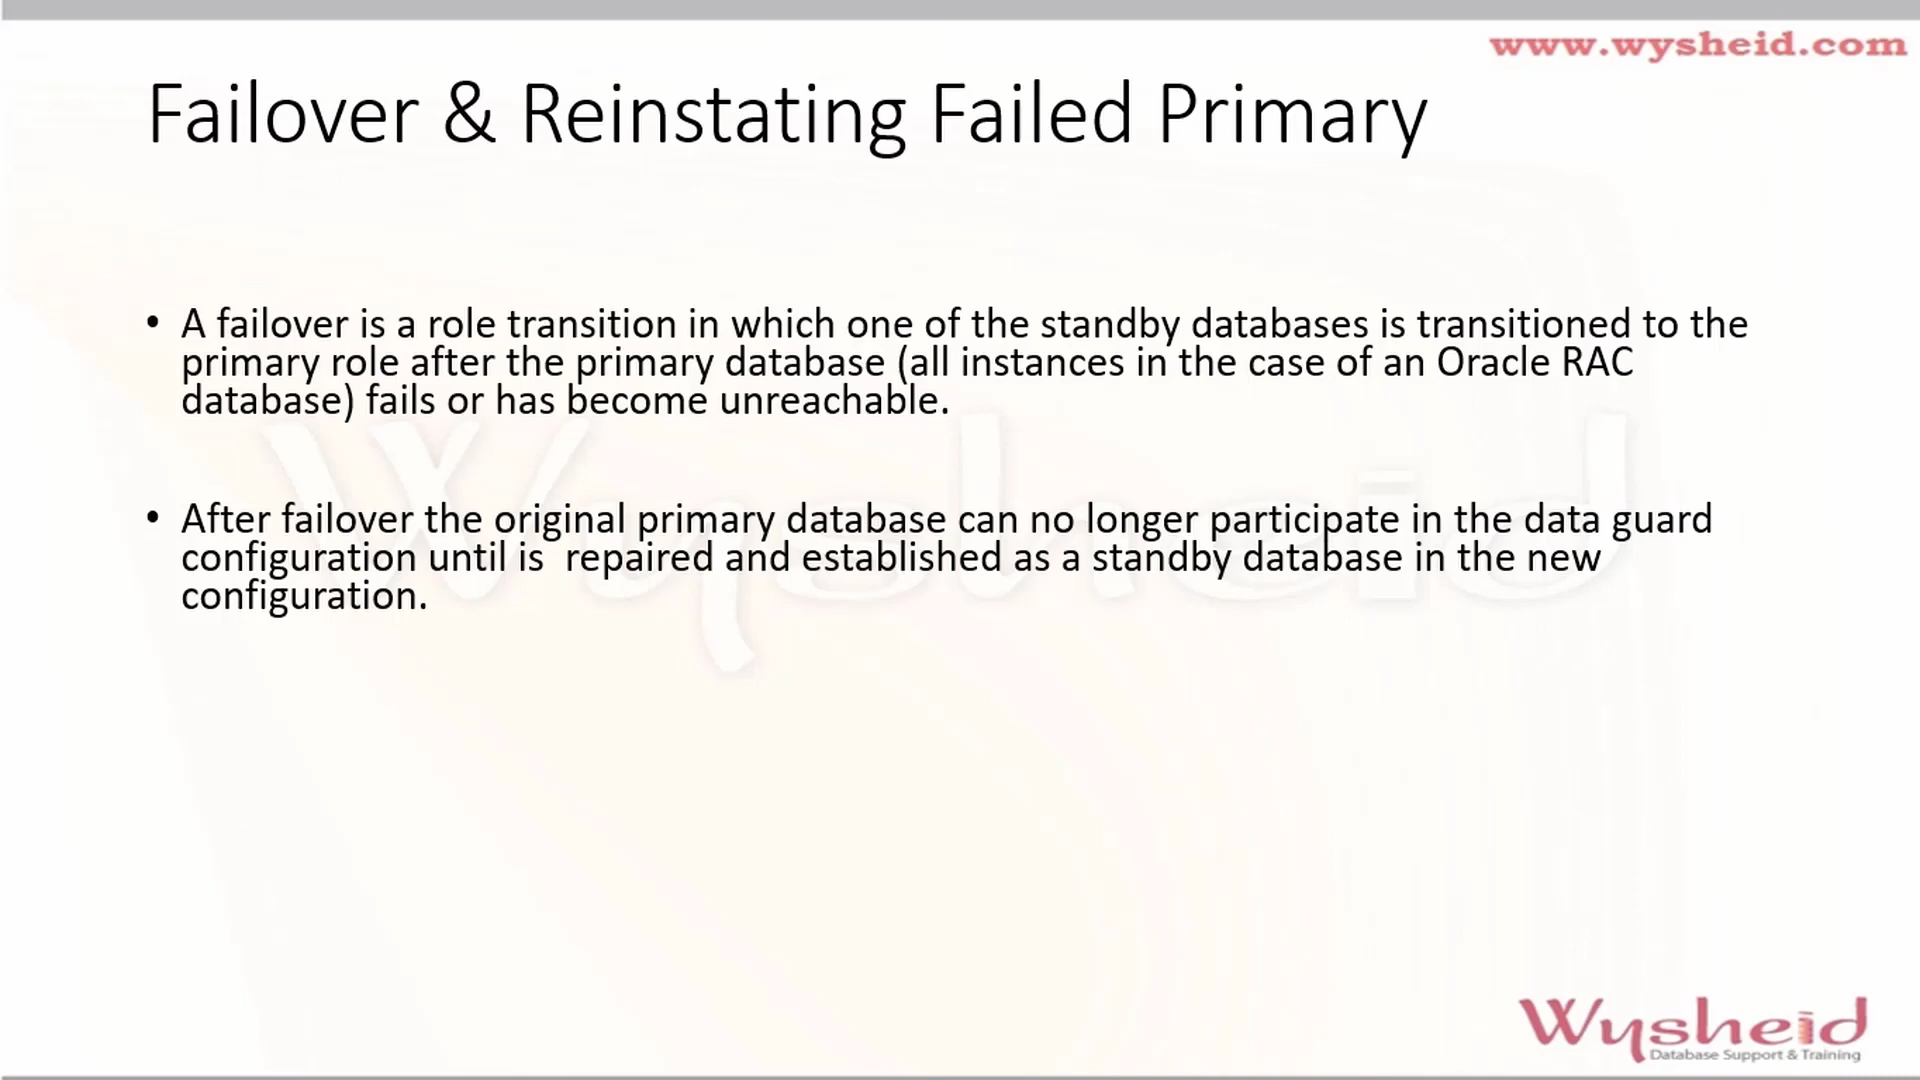 www.wysheid.com
Failover & Reinstating Failed Primary
• A failover is a role transition in which one of the standby databases is transitioned to the
primary role after the primary database (all instances in the case of an Oracle RAC
database) fails or has become unreachable.
• After failover the original primary database can no longer participate in the data guard
configuration until is  repaired and established as a standby database in the new
configuration.
Wysheid
Wysheid
Database Support & Training